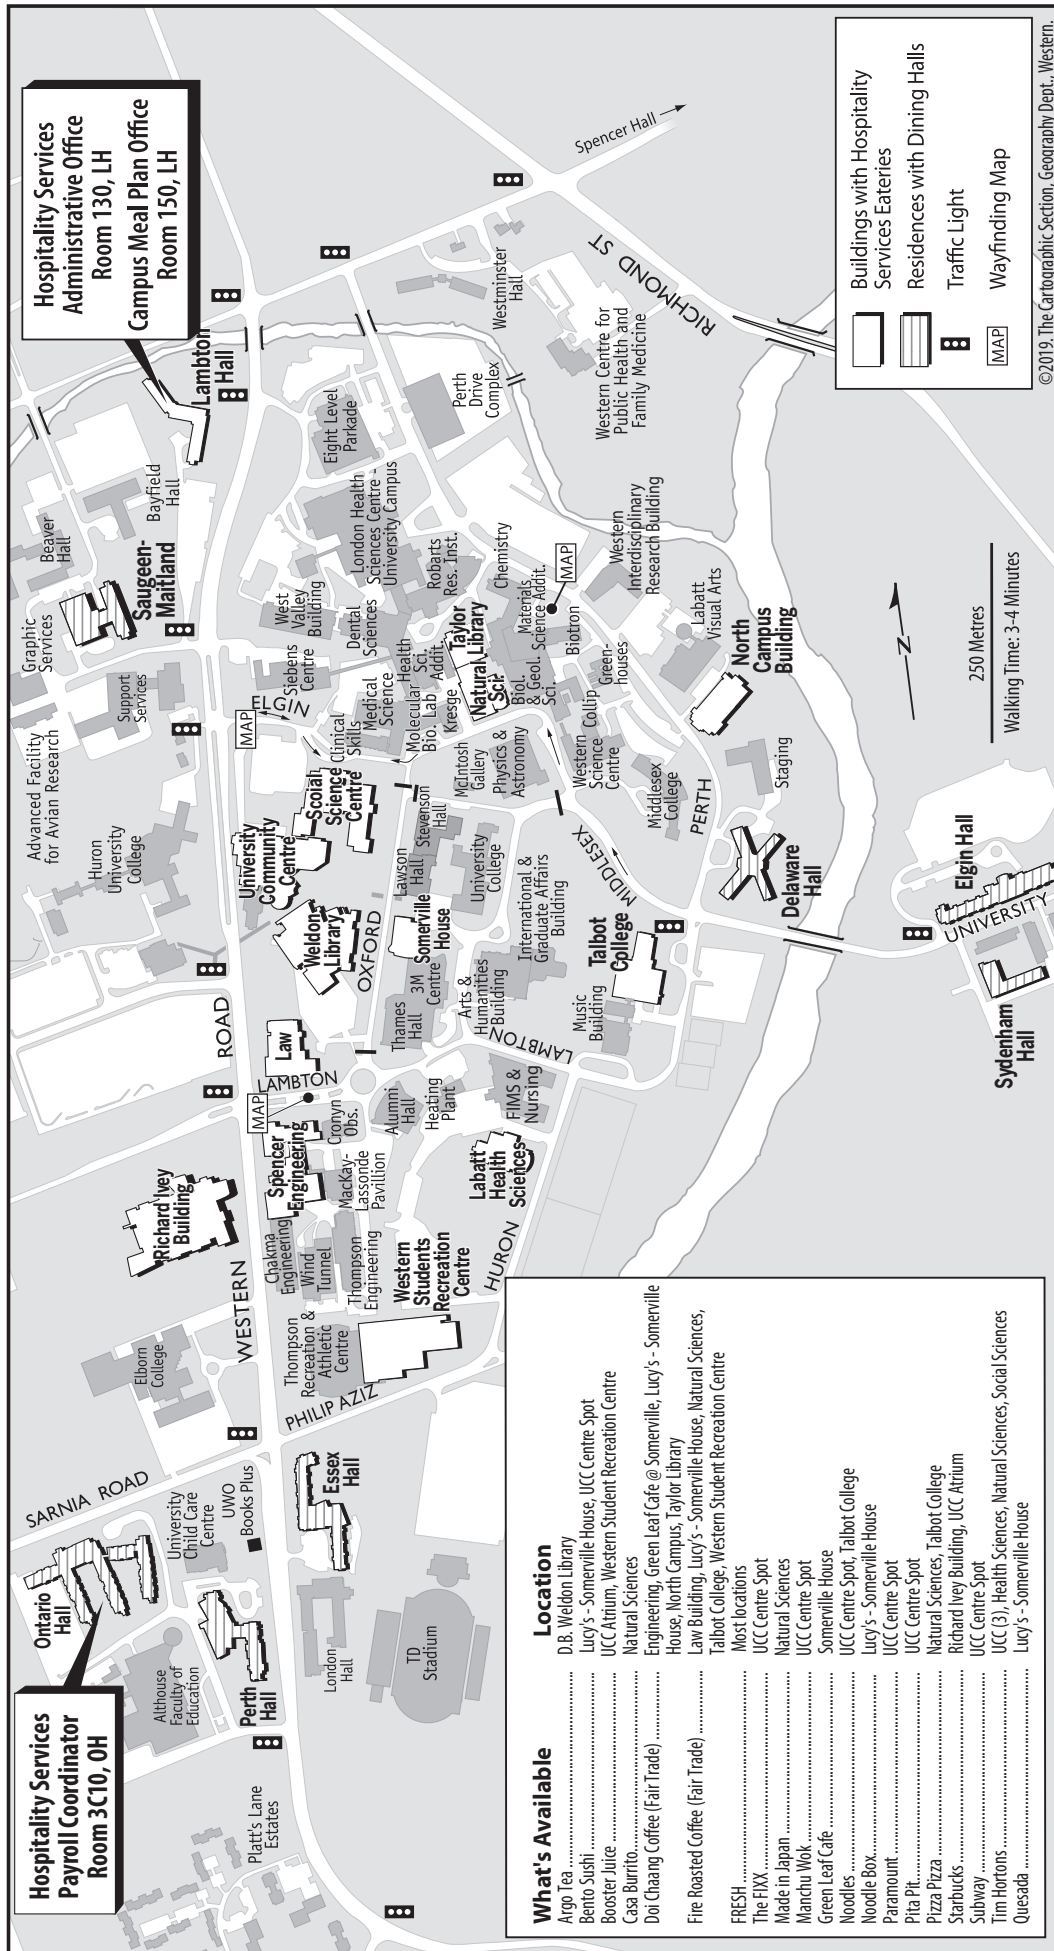 Hospitality Services
Payroll Coordinator
Room 3C10, OH
Hospitality Services
Administrative Office
Room 130, LH
Campus Meal Plan Office
Room 150, LH
Ontario
Hall
SARNIA ROAD
Althouse
Faculty of
Education
University
Child Care
Centre
UWO
Books Plus
Perth
Hall
Platt's Lane
Estates
London
Hall
TD
Stadium
Essex
Hall
PHILIP AZIZ
Elborn
College
WESTERN
ROAD
Richard Ivey
Building
Thompson
Recreation &
Athletic
Centre
Western
Students
Recreation
Centre
HURON
Chakma
Engineering
Wind
Tunnel
Thompson
Engineering
Spencer
Engineering
MacKay-
Lassonde
Pavillion
MAP
Cronyn
Obs.
LAMBTON
Law
Alumni
Hall
Heating
Plant
Labatt
Health
Sciences
FIMS &
Nursing
LAMBTON
Thames
Hall
3M
Centre
Somerville
House
Arts &
Humanities
Building
Music
Building
Talbot
College
International &
Graduate Affairs
Building
MIDDLESEX
OXFORD
Weldon
Library
University
Community
Centre
Scoial
Science
Centre
Lawson
Hall
Stevenson
Hall
University
College
McIntosh
Gallery
Physics &
Astronomy
Advanced Facility
for Avian Research
Huron
University
College
Support
Services
Graphic
Services
Beaver
Hall
Saugeen-
Maitland
Bayfield
Hall
Lambton
Hall
MAP
ELGIN
Siebens
Centre
West
Valley
Building
Dental
Sciences
Clinical
Skills
Medical
Science
Health
Sci.
Addit.
Molecular
Bio. Lab
Kresge
Natural
Sci.
Taylor
Library
Biol.
& Geol.
Sci.
Robarts
Res. Inst.
London Health
Sciences Centre -
University Campus
Eight Level
Parkade
Perth
Drive
Complex
Chemistry
Materials
Science Addit.
MAP
Biotron
Green-
houses
Collip
Western
Science
Centre
Middlesex
College
PERTH
Staging
North
Campus
Building
Labatt
Visual Arts
Western
Interdisciplinary
Research Building
Westminster
Hall
Western Centre for
Public Health and
Family Medicine
RICHMOND ST
Spencer Hall
Delaware
Hall
Elgin Hall
UNIVERSITY
Sydenham
Hall
N
250 Metres
Walking Time: 3-4 Minutes
Buildings with Hospitality
Services Eateries
Residences with Dining Halls
Traffic Light
MAP Wayfinding Map
©2019. The Cartographic Section, Geography Dept., Western.
What's Available Location
Argo Tea D.B. Weldon Library
Bento Sushi Lucy's - Somerville House, UCC Centre Spot
Booster Juice UCC Atrium, Western Student Recreation Centre
Casa Burrito Natural Sciences
Doi Chaang Coffee (Fair Trade) Engineering, Green Leaf Cafe @ Somerville, Lucy's - Somerville
House, North Campus, Taylor Library
Fire Roasted Coffee (Fair Trade) Law Building, Lucy's - Somerville House, Natural Sciences,
Talbot College, Western Student Recreation Centre
FRESH Most locations
The FIXX UCC Centre Spot
Made in Japan Natural Sciences
Manchu Wok UCC Centre Spot
Green Leaf Cafe Somerville House
Noodles UCC Centre Spot, Talbot College
Noodle Box Lucy's - Somerville House
Paramount UCC Centre Spot
Pita Pit UCC Centre Spot
Pizza Pizza Natural Sciences, Talbot College
Starbucks Richard Ivey Building, UCC Atrium
Subway UCC Centre Spot
Tim Hortons UCC (3), Health Sciences, Natural Sciences, Social Sciences
Quesada Lucy's - Somerville House